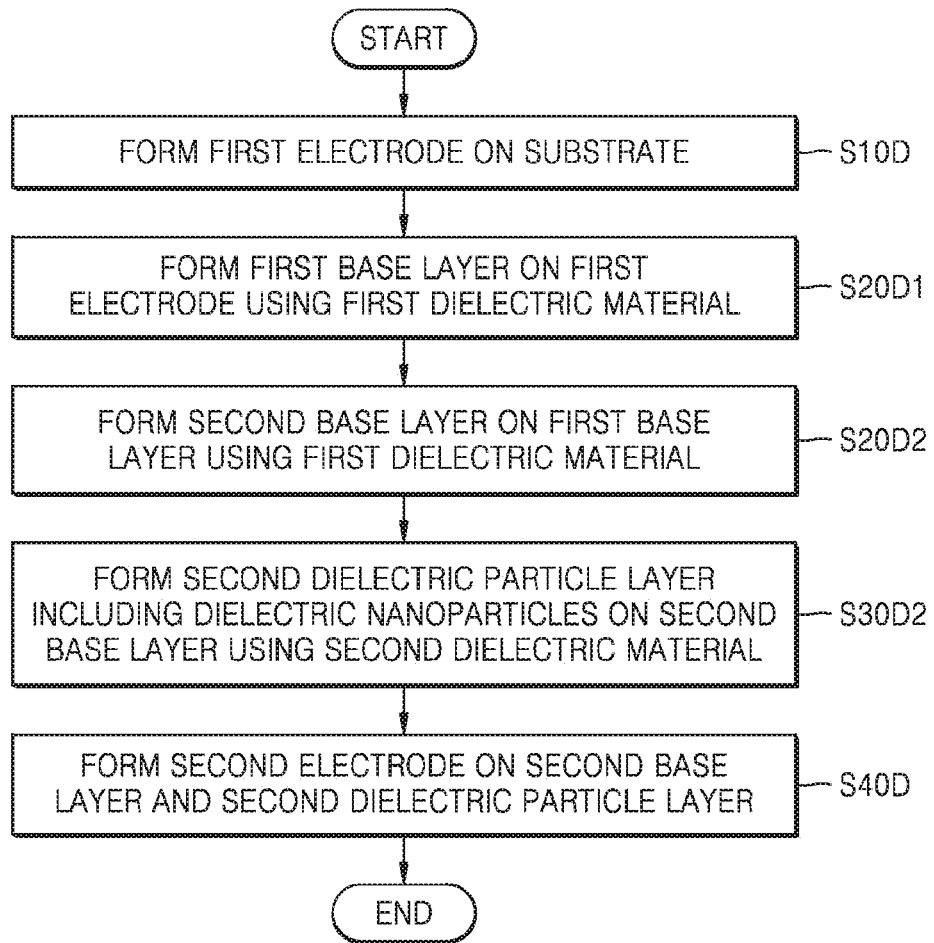 START
FORM FIRST ELECTRODE ON SUBSTRATE
S10D
FORM FIRST BASE LAYER ON FIRST
ELECTRODE USING FIRST DIELECTRIC MATERIAL
S20D1
FORM SECOND BASE LAYER ON FIRST BASE
LAYER USING FIRST DIELECTRIC MATERIAL
S20D2
FORM SECOND DIELECTRIC PARTICLE LAYER
INCLUDING DIELECTRIC NANOPARTICLES ON SECOND
BASE LAYER USING SECOND DIELECTRIC MATERIAL
S30D2
FORM SECOND ELECTRODE ON SECOND BASE
LAYER AND SECOND DIELECTRIC PARTICLE LAYER
S40D
END